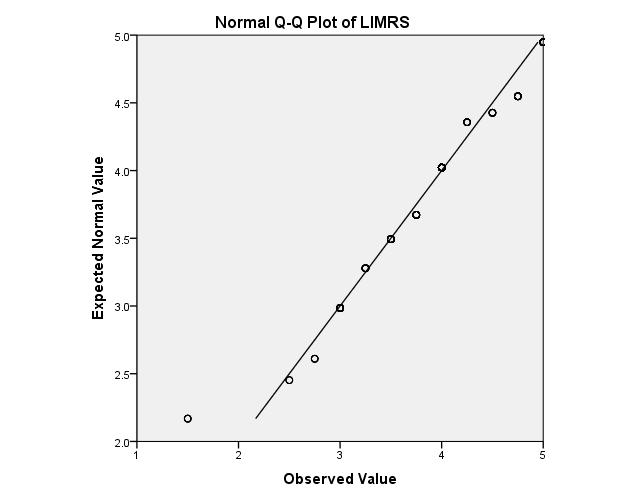 Normal Q-Q Plot of LIMRS
5.0
4.5
4.0
3.5
3.0
2.5
2.0
Expected Normal Value
1 2 3 4 5
Observed Value